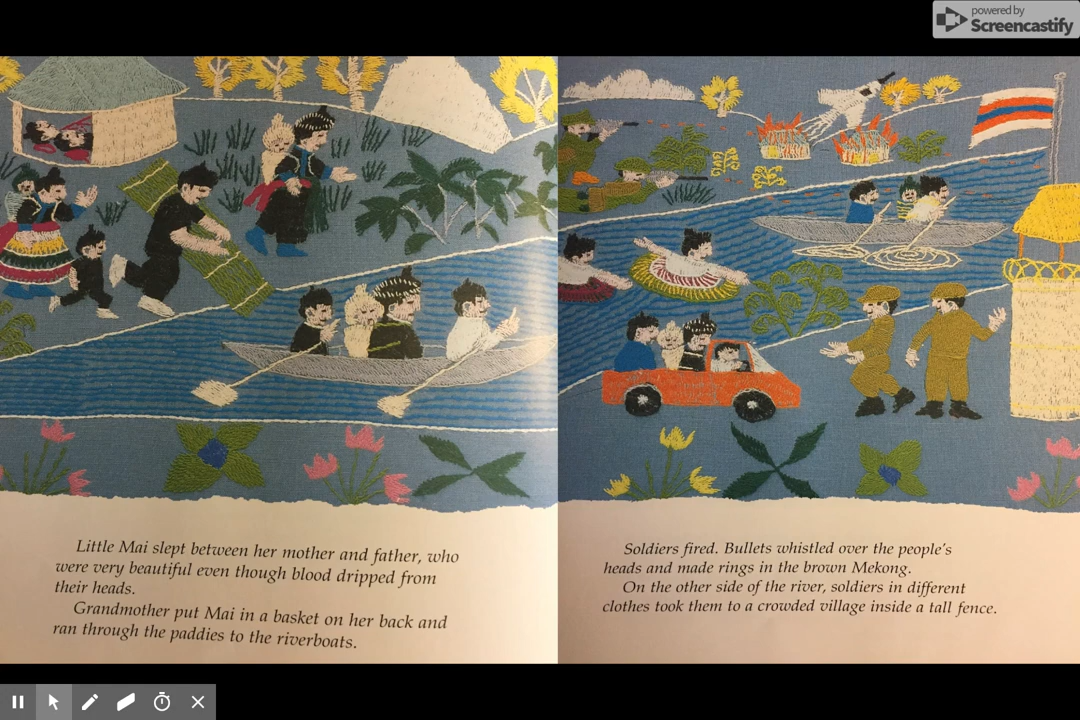 powered by
Screencastify
Little Mai slept between her mother and father, who
were very beautiful even though blood dripped from
their heads.
Grandmother put Mai in a basket on her back and
ran through the paddies to the riverboats.
Soldiers fired. Bullets whistled over the people's
heads and made rings in the brown Mekong.
On the other side of the river, soldiers in different
clothes took them to a crowded village inside a tall fence.